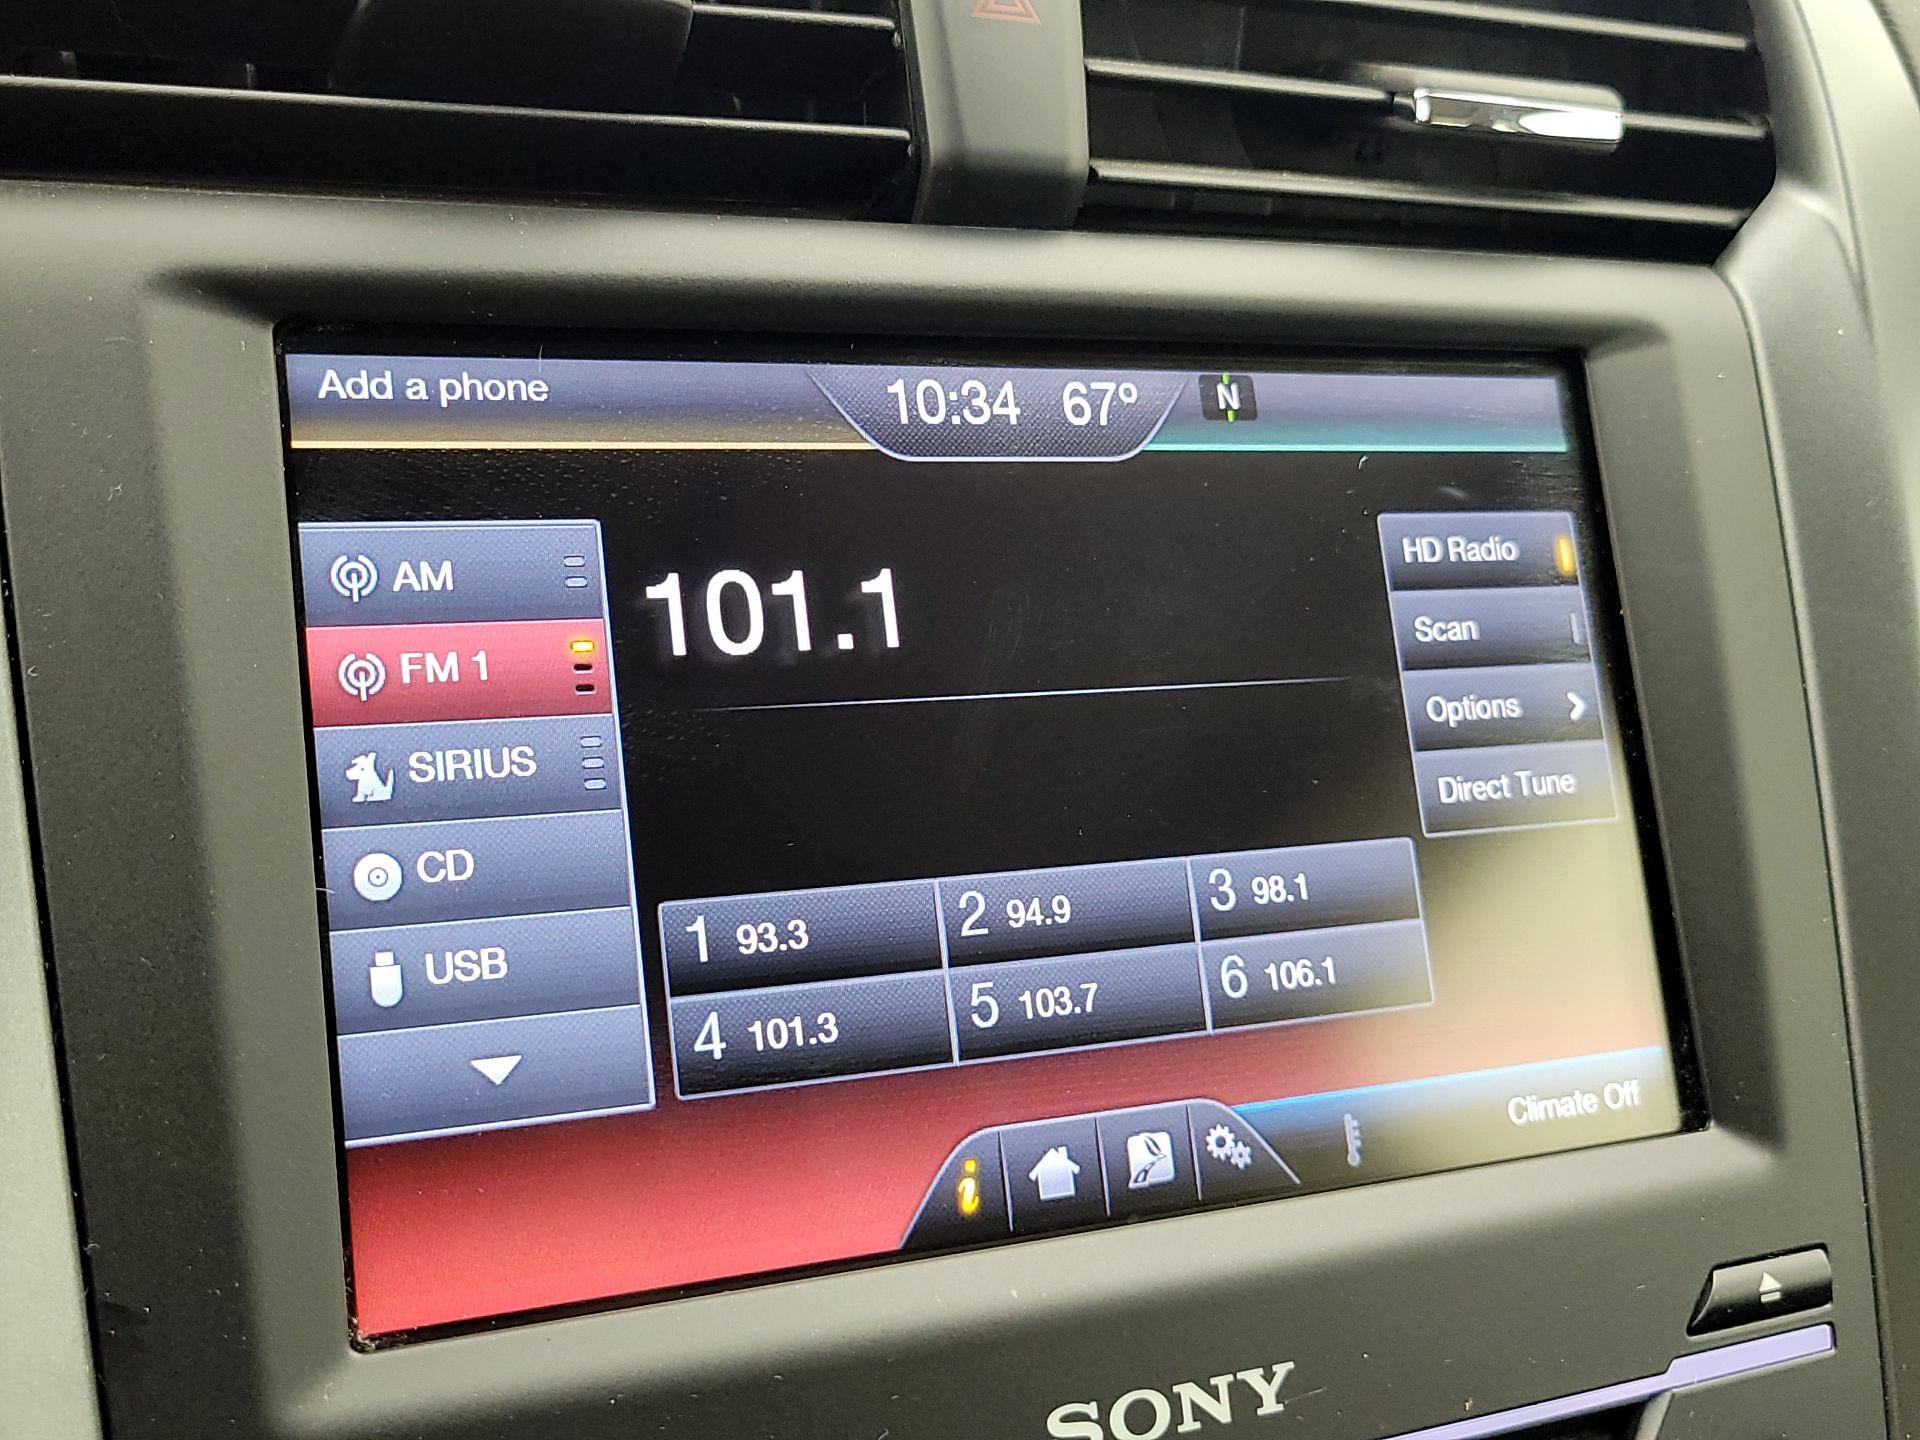 Add a phone
10:34 67º N
AM
FM 1
SIRIUS
CD
USB
101.1
HD Radio
Scan
Options
Direct Tune
1 93.3
2 94.9
3 98.1
4 101.3
5 103.7
6 106.1
i
Climate Off
SONY